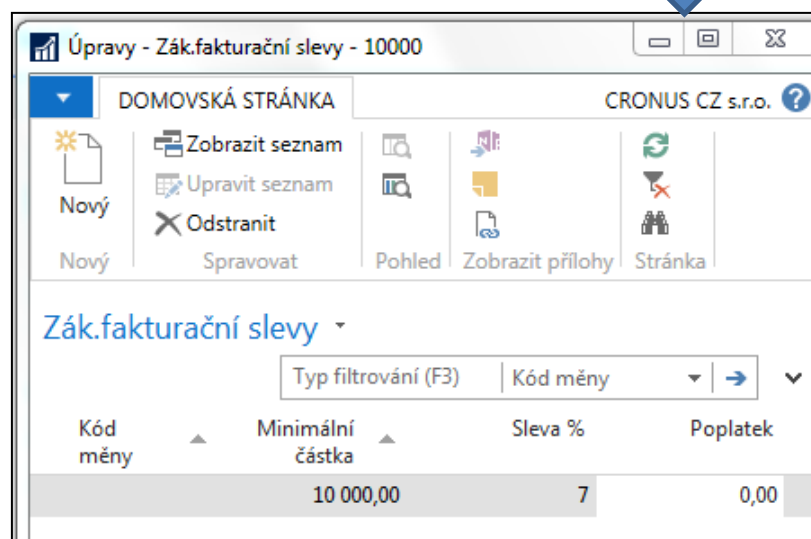 Úpravy - Zák.fakturační slevy - 10000
DOMOVSKÁ STRÁNKA
CRONUS CZ s.r.o.
Nový
Zobrazit seznam
Upravit seznam
Odstranit
Nový
Spravovat
Pohled
Zobrazit přílohy
Stránka
Zák.fakturační slevy
Typ filtrování (F3)
Kód měny
Kód měny
Minimální částka
Sleva %
Poplatek
10 000,00
7
0,00